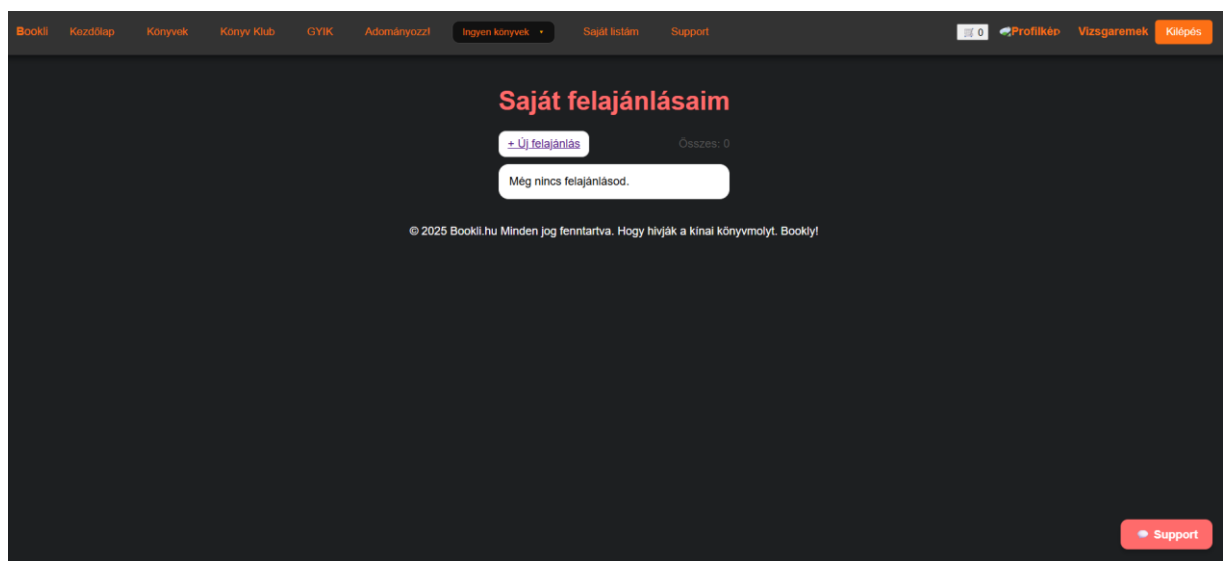 Bookli Kezdőlap Könyvek Könyv Klub GYIK Adományozz! Ingyen könyvek Saját listám Support 0 Profilkép Vizsgaremek Kilépés
Saját felajánlásaim
+ Új felajánlás Összes: 0
Még nincs felajánlásod.
© 2025 Bookli.hu Minden jog fenntartva. Hogy hívják a kínai könyvmolyt. Bookly!
Support